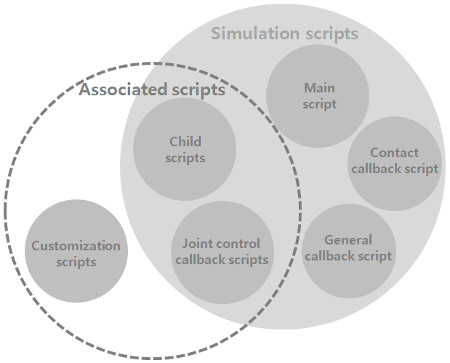 Simulation scripts
Associated scripts
Main
script
Child
scripts
Contact
callback script
Customization
scripts
Joint control
callback scripts
General
callback script